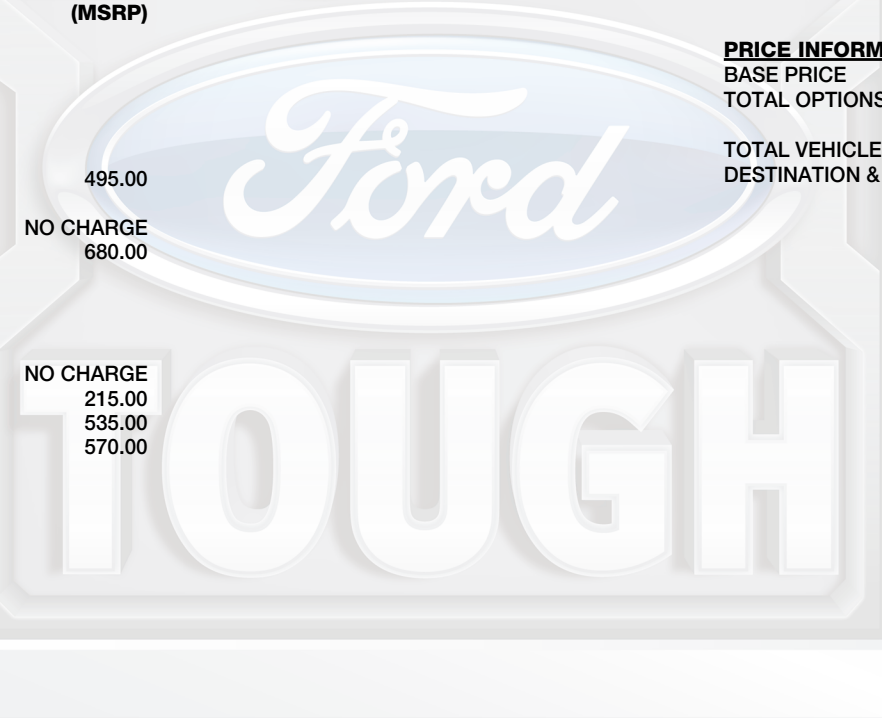 (MSRP)
495.00
NO CHARGE
680.00
NO CHARGE
215.00
535.00
570.00
PRICE INFORM
BASE PRICE
TOTAL OPTIONS
TOTAL VEHICLE
DESTINATION &
Ford
TOUGH